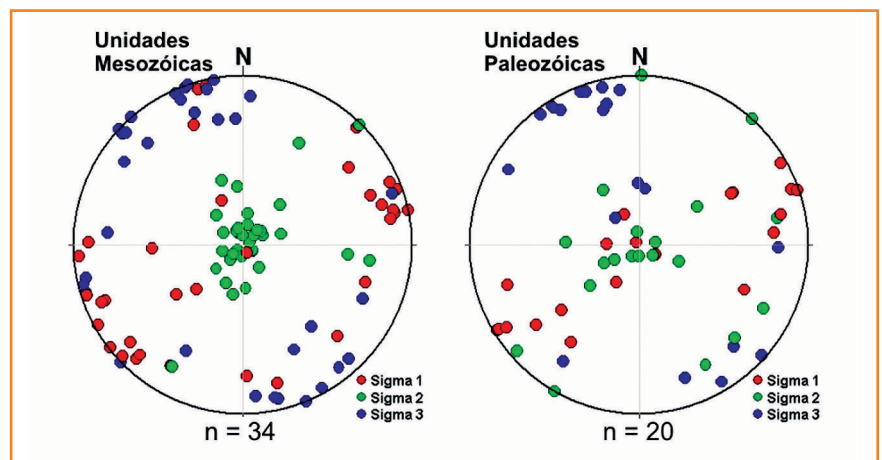 Unidades
Mesozóicas
N
Sigma 1
Sigma 2
Sigma 3
n = 34
Unidades
Paleozóicas
N
Sigma 1
Sigma 2
Sigma 3
n = 20